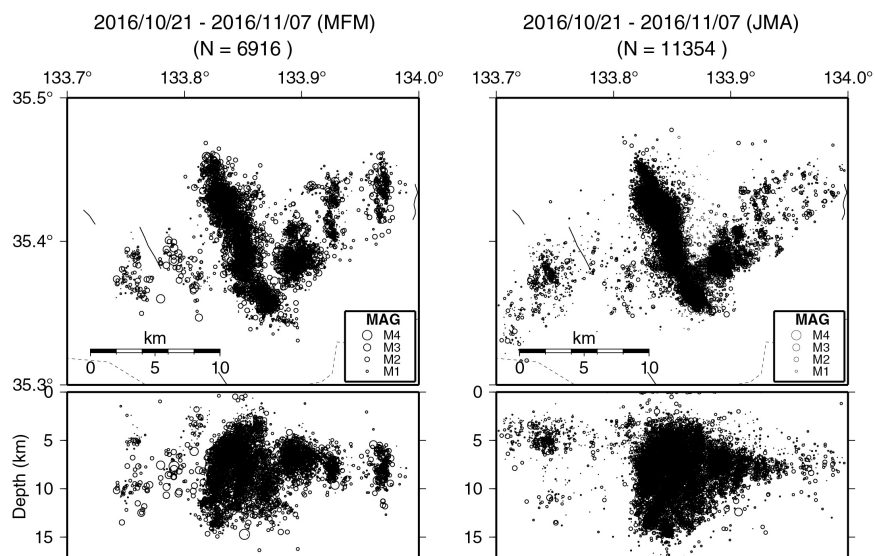 2016/10/21 - 2016/11/07 (MFM)
(N = 6916 )
2016/10/21 - 2016/11/07 (JMA)
(N = 11354 )
133.7° 133.8° 133.9° 134.0°
133.7° 133.8° 133.9° 134.0°
35.5°
35.4°
35.3°
km
0 5 10
MAG
M4
M3
M2
M1
km
0 5 10
MAG
M4
M3
M2
M1
Depth (km)
0
5
10
15
0
5
10
15